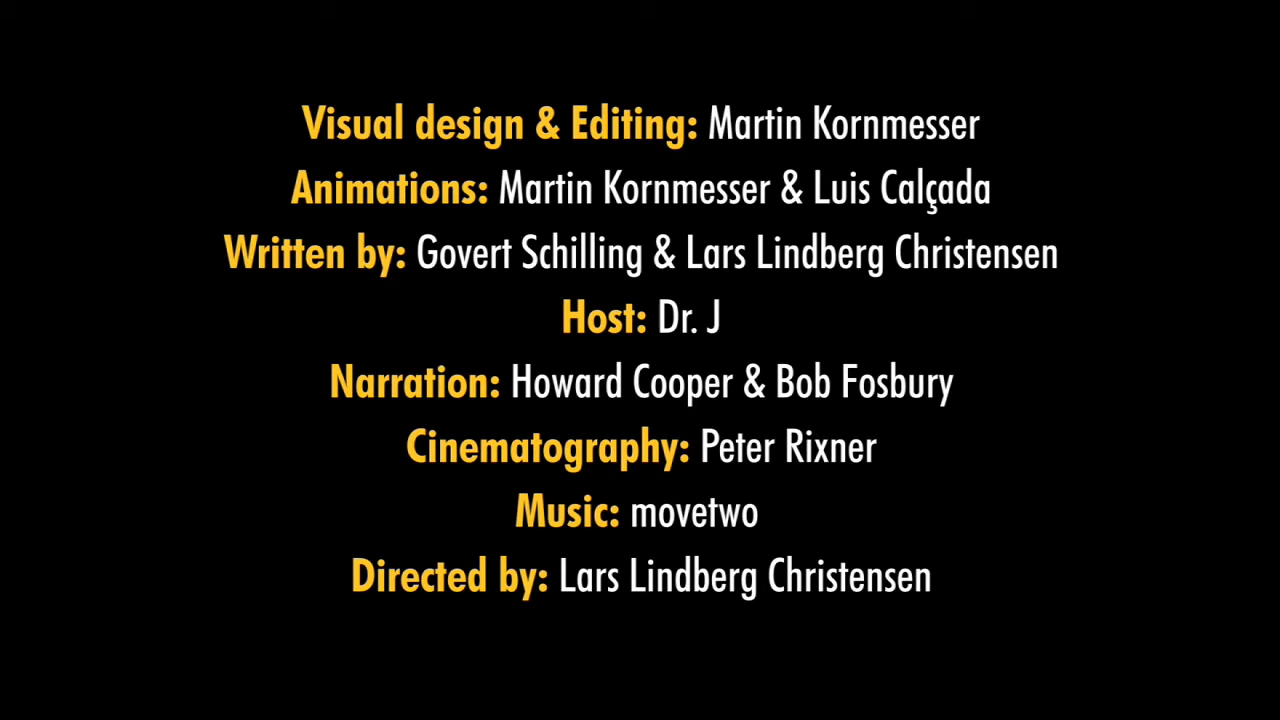 Visual design & Editing: Martin Kornmesser
Animations: Martin Kornmesser & Luis Calçada
Written by: Govert Schilling & Lars Lindberg Christensen
Host: Dr. J
Narration: Howard Cooper & Bob Fosbury
Cinematography: Peter Rixner
Music: movetwo
Directed by: Lars Lindberg Christensen